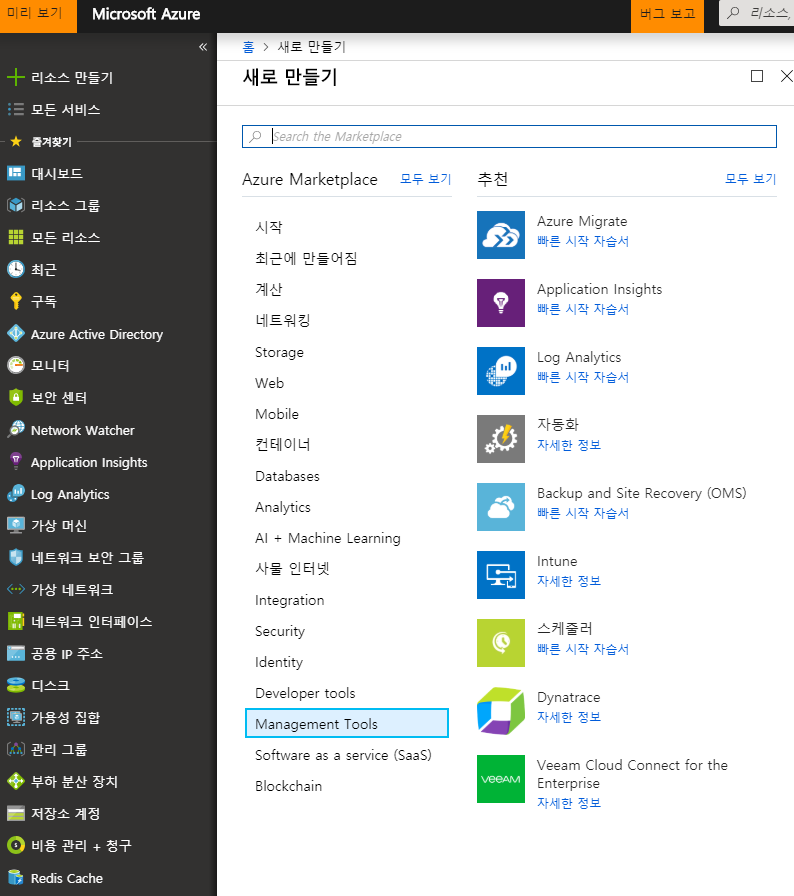 미리 보기
Microsoft Azure
버그 보고
리소스,
«
홈 > 새로 만들기
새로 만들기
리소스 만들기
모든 서비스
즐겨찾기
대시보드
리소스 그룹
모든 리소스
최근
구독
Azure Active Directory
모니터
보안 센터
Network Watcher
Application Insights
Log Analytics
가상 머신
네트워크 보안 그룹
가상 네트워크
네트워크 인터페이스
공용 IP 주소
디스크
가용성 집합
관리 그룹
부하 분산 장치
저장소 계정
비용 관리 + 청구
Redis Cache
Search the Marketplace
Azure Marketplace
모두 보기
시작
최근에 만들어짐
계산
네트워킹
Storage
Web
Mobile
컨테이너
Databases
Analytics
AI + Machine Learning
사물 인터넷
Integration
Security
Identity
Developer tools
Management Tools
Software as a service (SaaS)
Blockchain
추천
모두 보기
Azure Migrate
빠른 시작 자습서
Application Insights
빠른 시작 자습서
Log Analytics
빠른 시작 자습서
자동화
자세한 정보
Backup and Site Recovery (OMS)
빠른 시작 자습서
Intune
자세한 정보
스케줄러
빠른 시작 자습서
Dynatrace
자세한 정보
veeam
Veeam Cloud Connect for the
Enterprise
자세한 정보